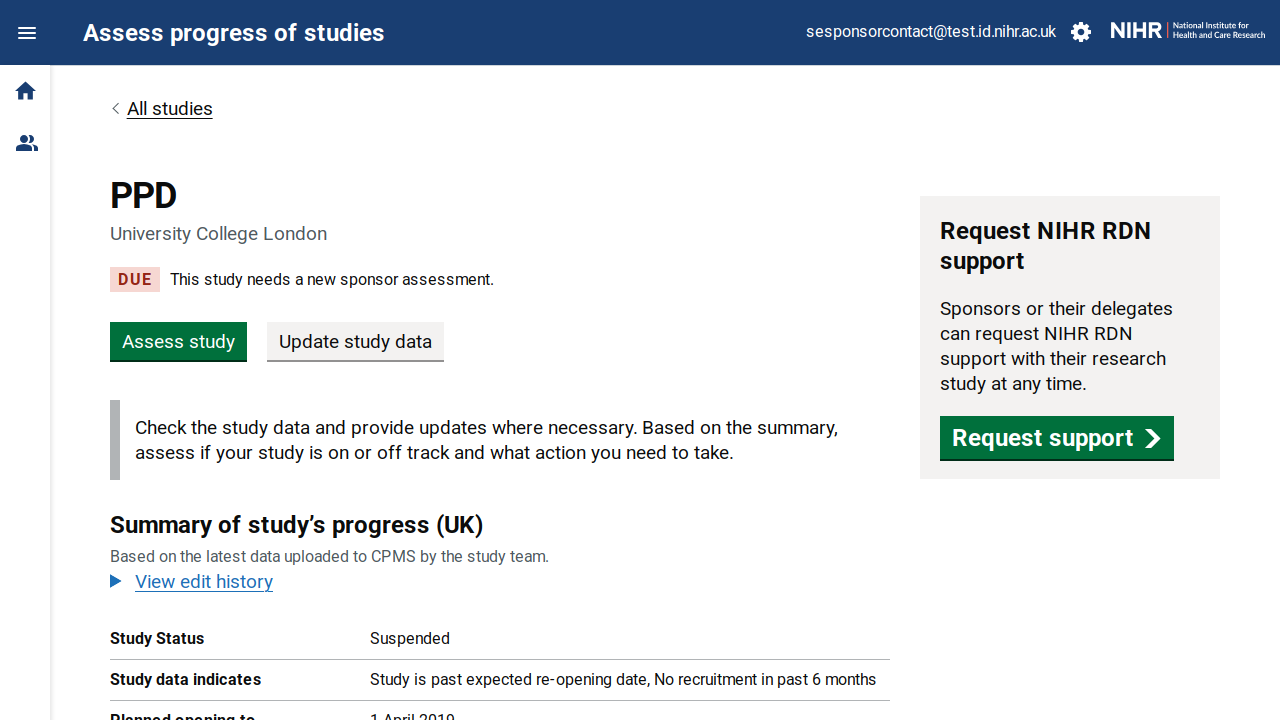 Assess progress of studies
sesponsorcontact@test.id.nihr.ac.uk
NIHR
National Institute for
Health and Care Research
All studies
PPD
University College London
DUE This study needs a new sponsor assessment.
Assess study
Update study data
Check the study data and provide updates where necessary. Based on the summary,
assess if your study is on or off track and what action you need to take.
Summary of study’s progress (UK)
Based on the latest data uploaded to CPMS by the study team.
View edit history
Study Status Suspended
Study data indicates Study is past expected re-opening date, No recruitment in past 6 months
Planned opening to 1 April 2019
Request NIHR RDN
support
Sponsors or their delegates
can request NIHR RDN
support with their research
study at any time.
Request support